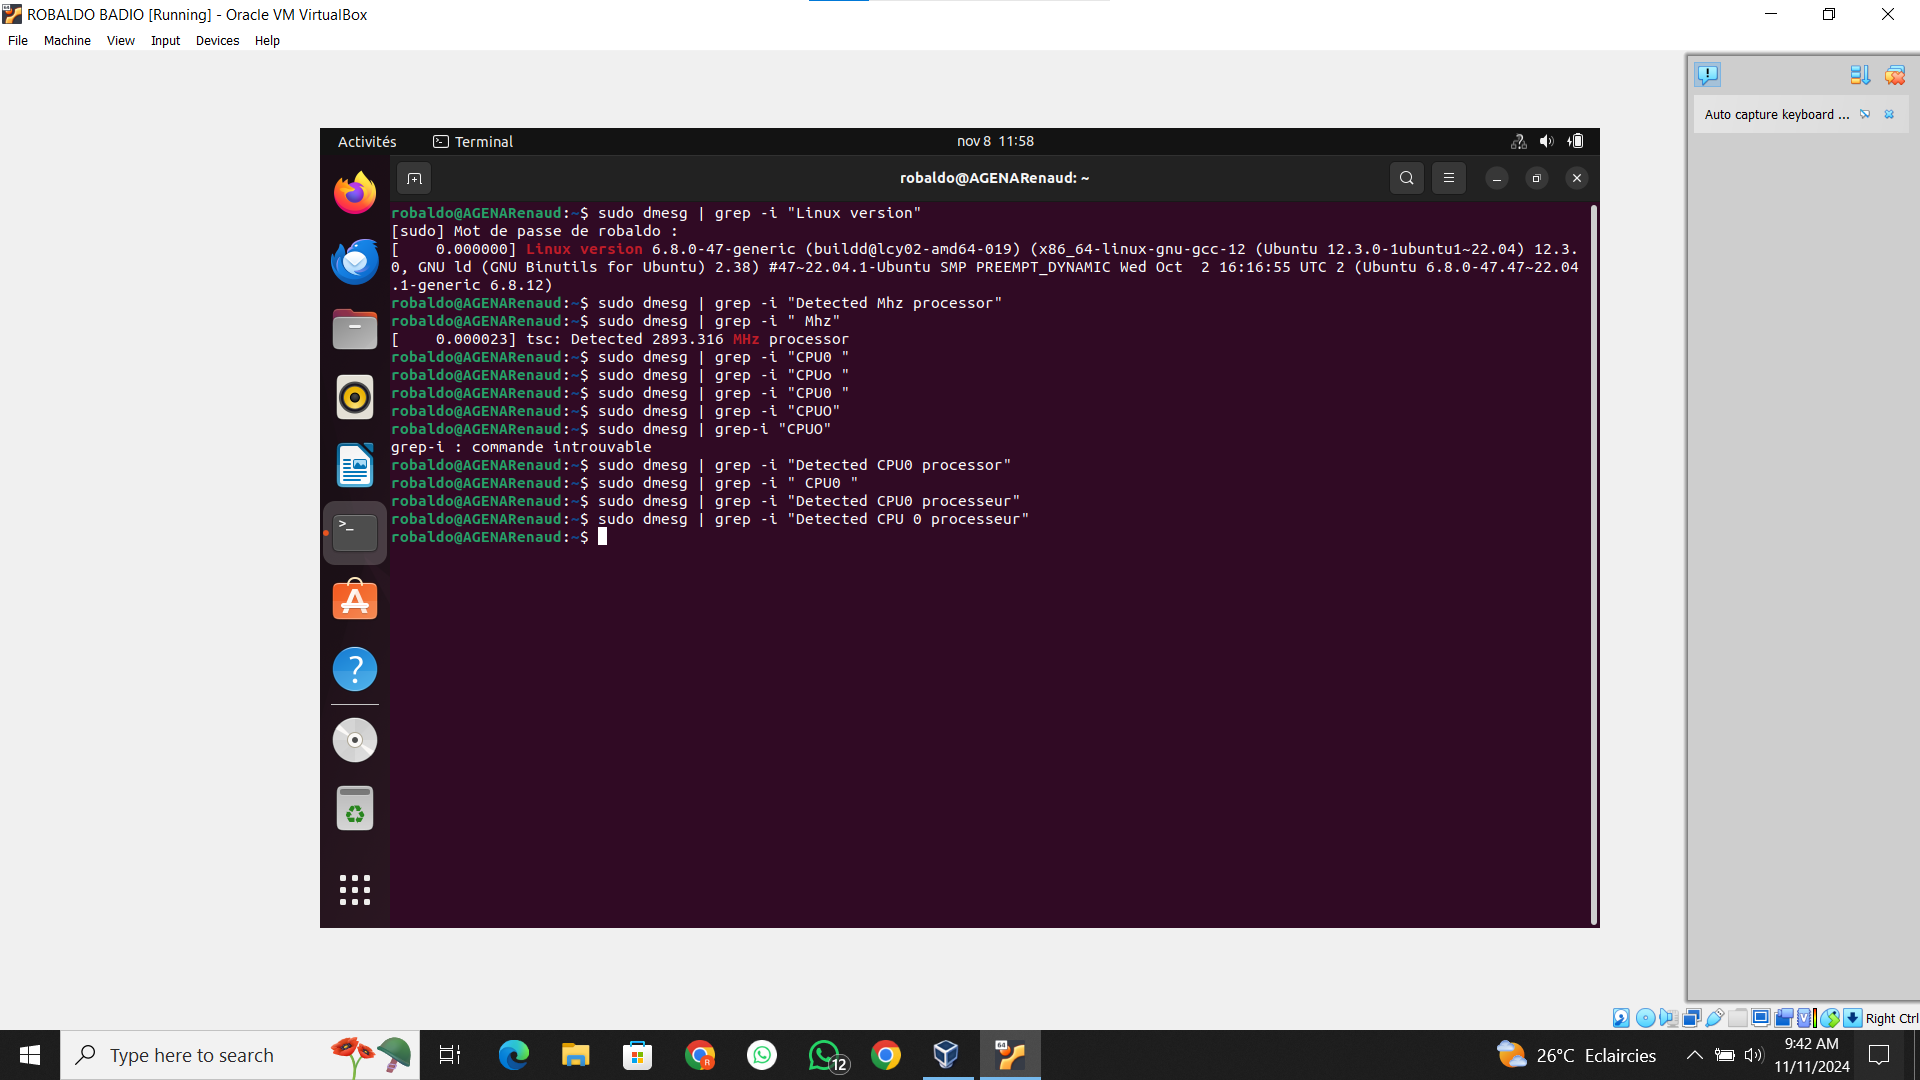 ROBALDO BADIO [Running] - Oracle VM VirtualBox
File Machine View Input Devices Help
Auto capture keyboard ...
Activités Terminal nov 8 11:58
robaldo@AGENARenaud: ~
robaldo@AGENARenaud:~$ sudo dmesg | grep -i "Linux version"
[sudo] Mot de passe de robaldo :
[    0.000000] Linux version 6.8.0-47-generic (buildd@lcy02-amd64-019) (x86_64-linux-gnu-gcc-12 (Ubuntu 12.3.0-1ubuntu1~22.04) 12.3.
0, GNU ld (GNU Binutils for Ubuntu) 2.38) #47~22.04.1-Ubuntu SMP PREEMPT_DYNAMIC Wed Oct  2 16:16:55 UTC 2 (Ubuntu 6.8.0-47.47~22.04
.1-generic 6.8.12)
robaldo@AGENARenaud:~$ sudo dmesg | grep -i "Detected Mhz processor"
robaldo@AGENARenaud:~$ sudo dmesg | grep -i " Mhz"
[    0.000023] tsc: Detected 2893.316 MHz processor
robaldo@AGENARenaud:~$ sudo dmesg | grep -i "CPU0 "
robaldo@AGENARenaud:~$ sudo dmesg | grep -i "CPUo "
robaldo@AGENARenaud:~$ sudo dmesg | grep -i "CPU0 "
robaldo@AGENARenaud:~$ sudo dmesg | grep -i "CPUO"
robaldo@AGENARenaud:~$ sudo dmesg | grep-i "CPUO"
grep-i : commande introuvable
robaldo@AGENARenaud:~$ sudo dmesg | grep -i "Detected CPU0 processor"
robaldo@AGENARenaud:~$ sudo dmesg | grep -i " CPU0 "
robaldo@AGENARenaud:~$ sudo dmesg | grep -i "Detected CPU0 processeur"
robaldo@AGENARenaud:~$ sudo dmesg | grep -i "Detected CPU 0 processeur"
robaldo@AGENARenaud:~$
Right Ctrl
Type here to search
12
26°C Eclaircies
9:42 AM
11/11/2024